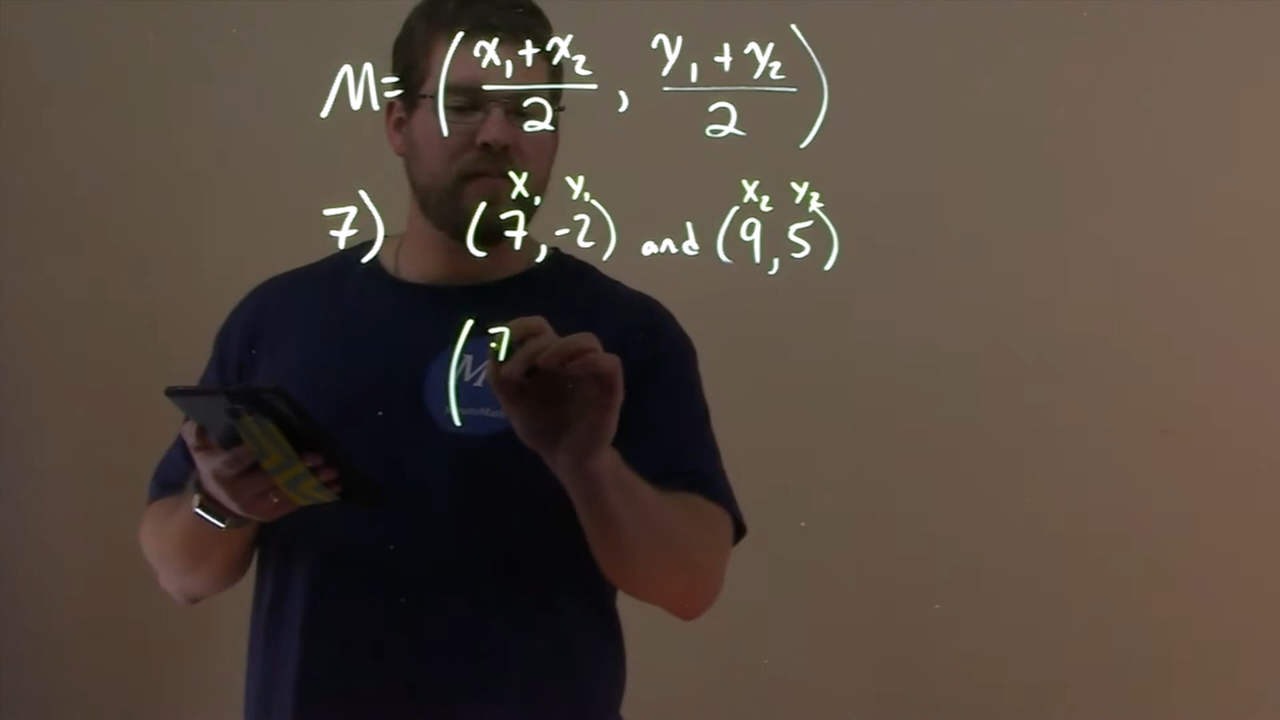 M= (x₁+x₂/2, y₁+y₂/2)
x₁ y₁ x₂ y₂
7) (7,-2) and (9,5)
(7
M